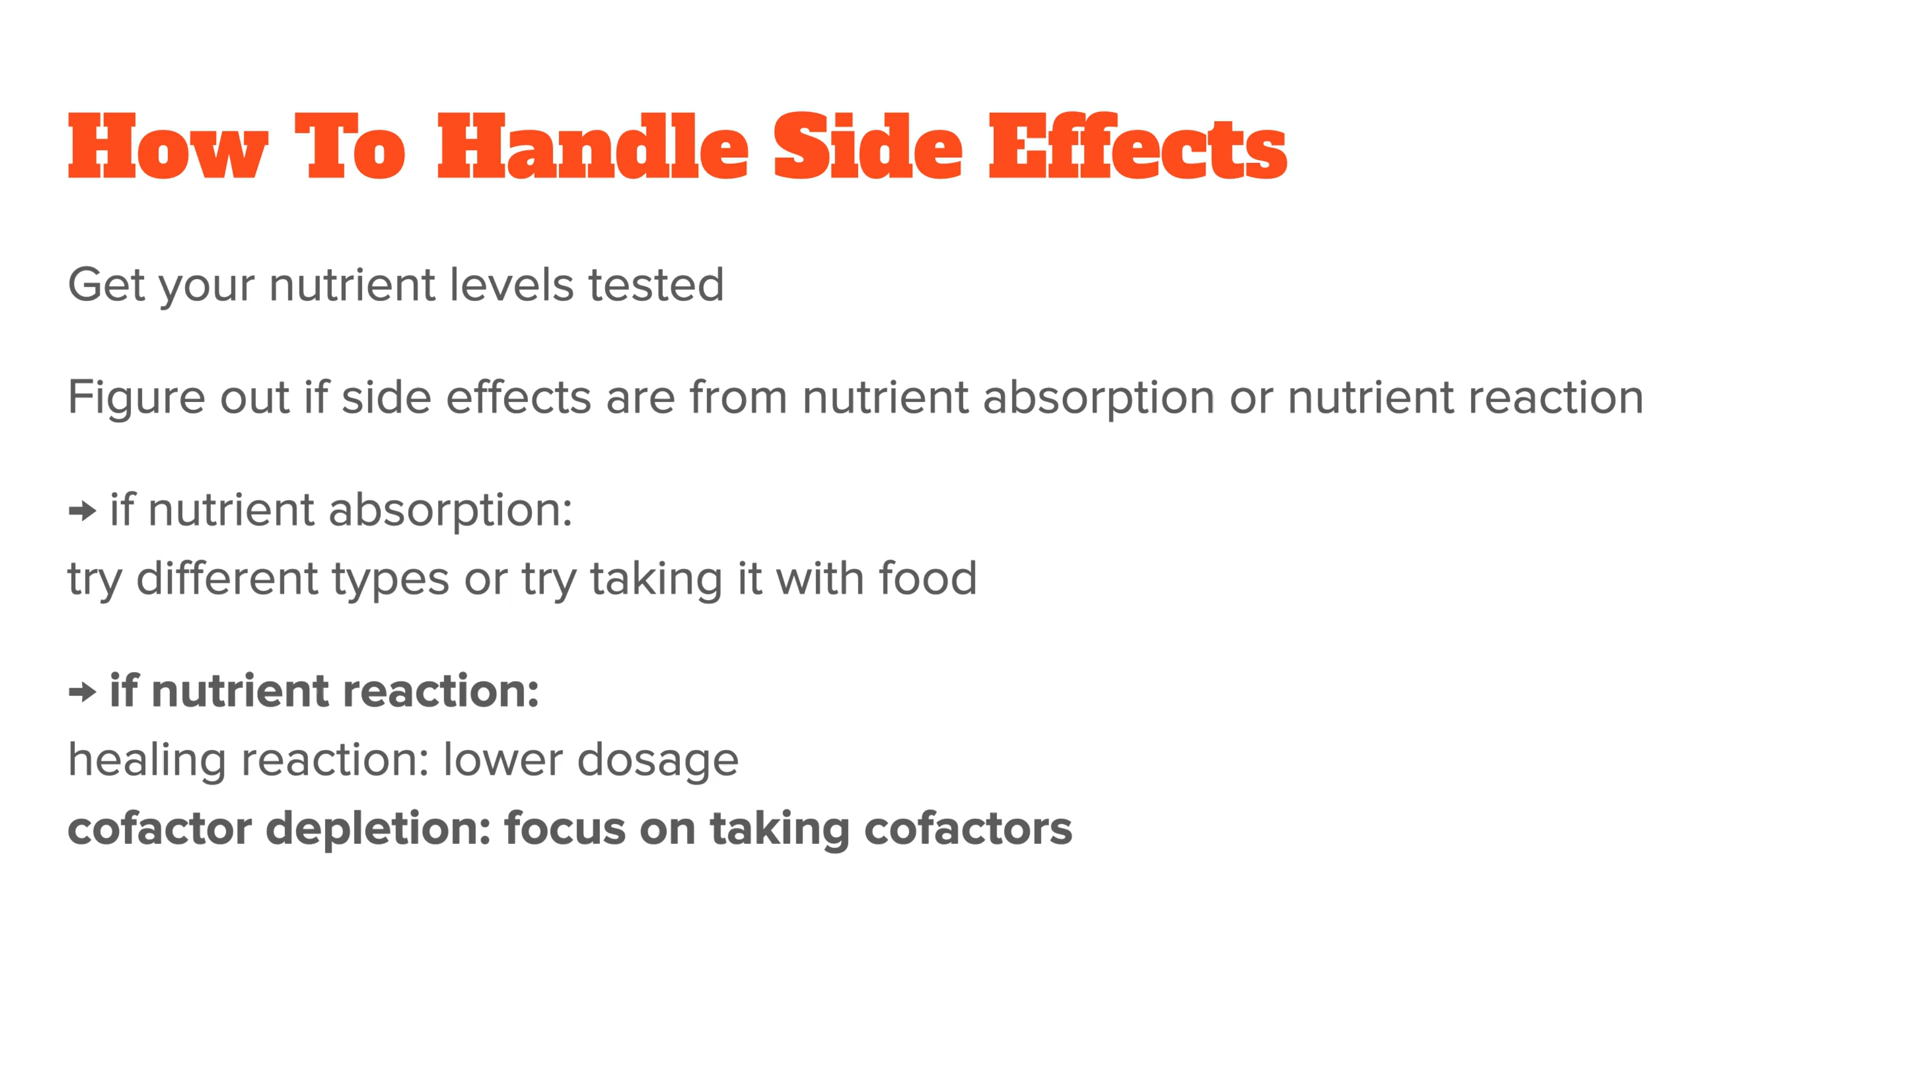 How To Handle Side Effects
Get your nutrient levels tested
Figure out if side effects are from nutrient absorption or nutrient reaction
→ if nutrient absorption:
try different types or try taking it with food
→ if nutrient reaction:
healing reaction: lower dosage
cofactor depletion: focus on taking cofactors